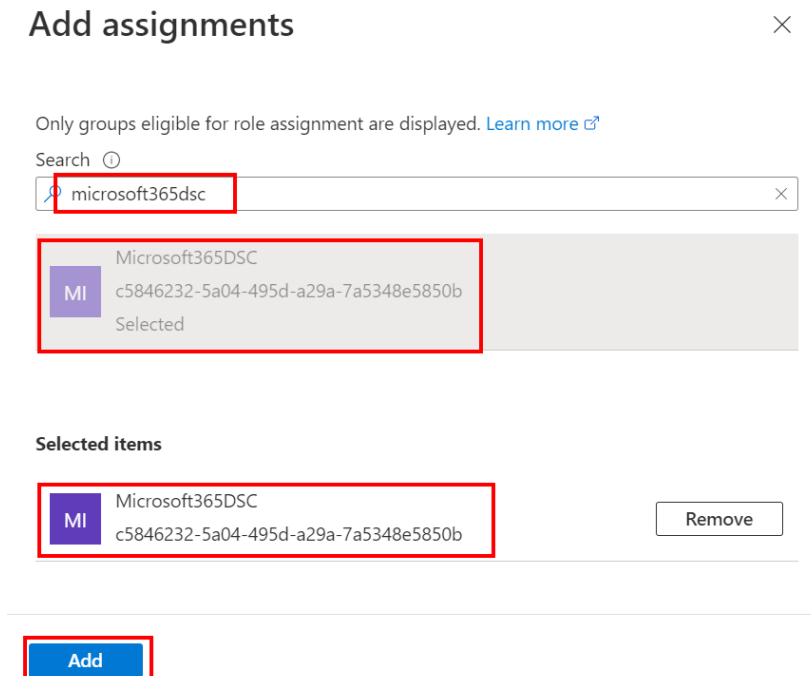 Add assignments
Only groups eligible for role assignment are displayed. Learn more
Search
microsoft365dsc
Microsoft365DSC
MI
c5846232-5a04-495d-a29a-7a5348e5850b
Selected
Selected items
Microsoft365DSC
MI
c5846232-5a04-495d-a29a-7a5348e5850b
Remove
Add